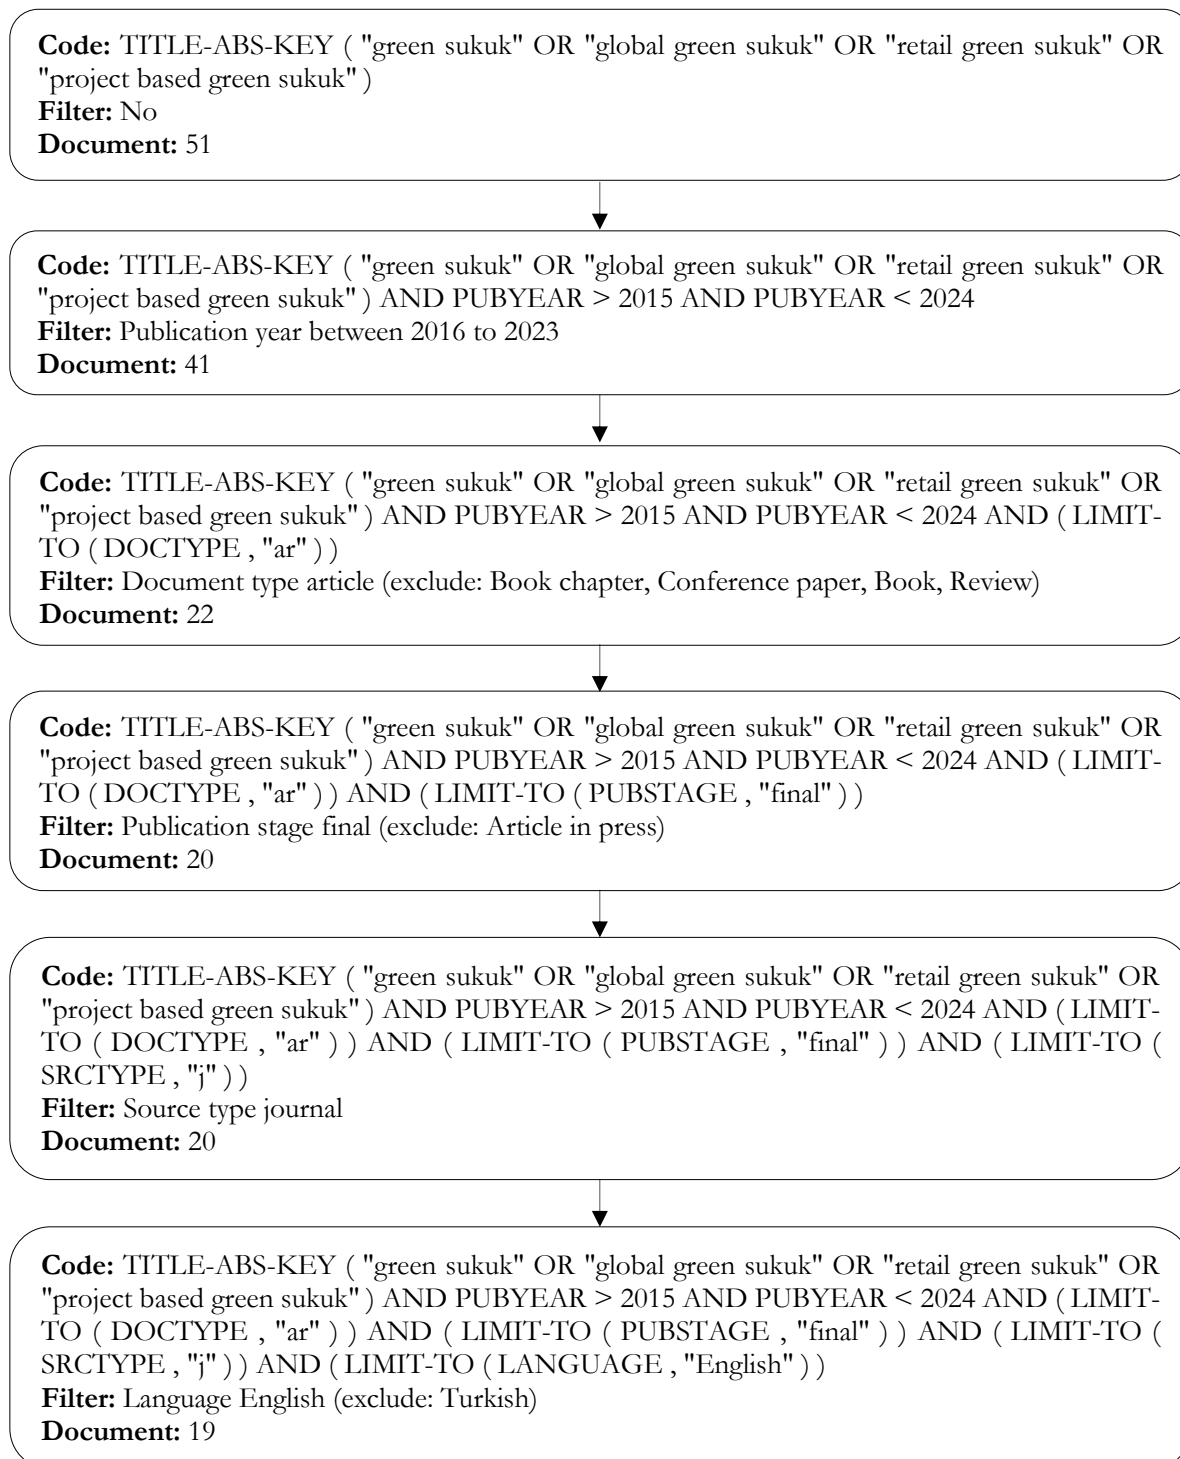 Code: TITLE-ABS-KEY ( "green sukuk" OR "global green sukuk" OR "retail green sukuk" OR
"project based green sukuk" )
Filter: No
Document: 51
Code: TITLE-ABS-KEY ( "green sukuk" OR "global green sukuk" OR "retail green sukuk" OR
"project based green sukuk" ) AND PUBYEAR > 2015 AND PUBYEAR < 2024
Filter: Publication year between 2016 to 2023
Document: 41
Code: TITLE-ABS-KEY ( "green sukuk" OR "global green sukuk" OR "retail green sukuk" OR
"project based green sukuk" ) AND PUBYEAR > 2015 AND PUBYEAR < 2024 AND ( LIMIT-
TO ( DOCTYPE , "ar" ) )
Filter: Document type article (exclude: Book chapter, Conference paper, Book, Review)
Document: 22
Code: TITLE-ABS-KEY ( "green sukuk" OR "global green sukuk" OR "retail green sukuk" OR
"project based green sukuk" ) AND PUBYEAR > 2015 AND PUBYEAR < 2024 AND ( LIMIT-
TO ( DOCTYPE , "ar" ) ) AND ( LIMIT-TO ( PUBSTAGE , "final" ) )
Filter: Publication stage final (exclude: Article in press)
Document: 20
Code: TITLE-ABS-KEY ( "green sukuk" OR "global green sukuk" OR "retail green sukuk" OR
"project based green sukuk" ) AND PUBYEAR > 2015 AND PUBYEAR < 2024 AND ( LIMIT-
TO ( DOCTYPE , "ar" ) ) AND ( LIMIT-TO ( PUBSTAGE , "final" ) ) AND ( LIMIT-TO (
SRCTYPE , "j" ) )
Filter: Source type journal
Document: 20
Code: TITLE-ABS-KEY ( "green sukuk" OR "global green sukuk" OR "retail green sukuk" OR
"project based green sukuk" ) AND PUBYEAR > 2015 AND PUBYEAR < 2024 AND ( LIMIT-
TO ( DOCTYPE , "ar" ) ) AND ( LIMIT-TO ( PUBSTAGE , "final" ) ) AND ( LIMIT-TO (
SRCTYPE , "j" ) ) AND ( LIMIT-TO ( LANGUAGE , "English" ) )
Filter: Language English (exclude: Turkish)
Document: 19